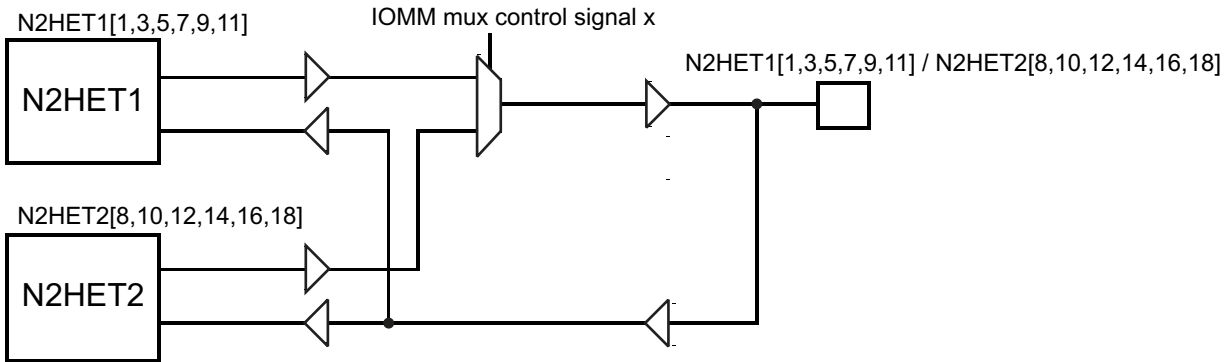 IOMM mux control signal x
N2HET1[1,3,5,7,9,11]
N2HET1[1,3,5,7,9,11] / N2HET2[8,10,12,14,16,18]
N2HET1
N2HET2[8,10,12,14,16,18]
N2HET2